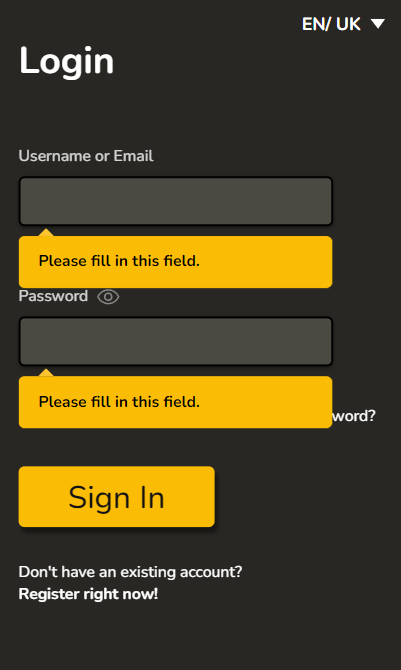 EN/ UK
Login
Username or Email
Please fill in this field.
Password
Please fill in this field.
word?
Sign In
Don't have an existing account?
Register right now!